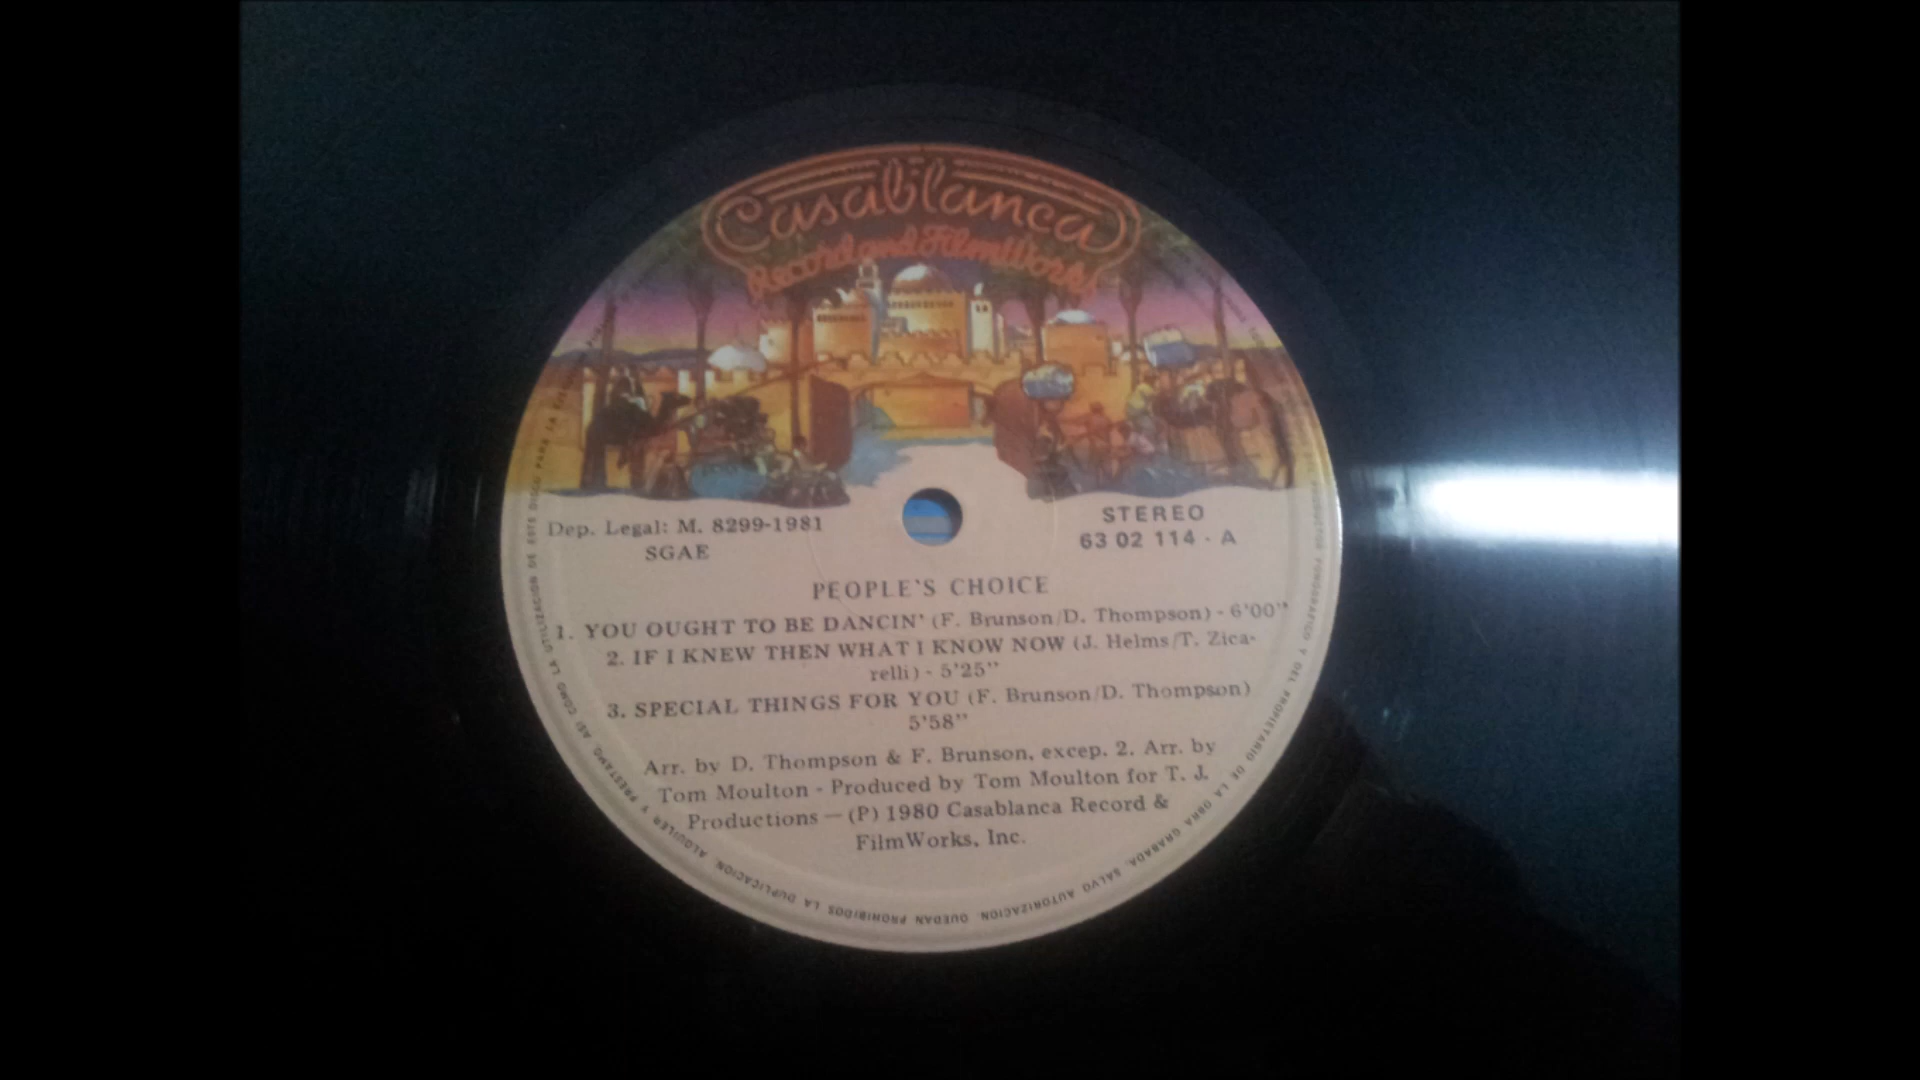 Casablanca
Record and FilmWorks
Dep. Legal: M. 8299-1981
SGAE
STEREO
63 02 114 - A
PEOPLE'S CHOICE
1. YOU OUGHT TO BE DANCIN' (F. Brunson/D. Thompson) - 6'00"
2. IF I KNEW THEN WHAT I KNOW NOW (J. Helms/T. Zica-
relli) - 5'25"
3. SPECIAL THINGS FOR YOU (F. Brunson/D. Thompson)
5'58"
Arr. by D. Thompson & F. Brunson, excep. 2. Arr. by
Tom Moulton - Produced by Tom Moulton for T. J.
Productions — (P) 1980 Casablanca Record &
FilmWorks, Inc.
FONOGRAFICO Y DEL PROPIETARIO DE LA OBRA GRABADA. SALVO AUTORIZACION, QUEDAN PROHIBIDOS LA DUPLICACION, ALQUILER Y PRESTAMO, ASI COMO LA UTILIZACION DE ESTE DISCO PARA LA